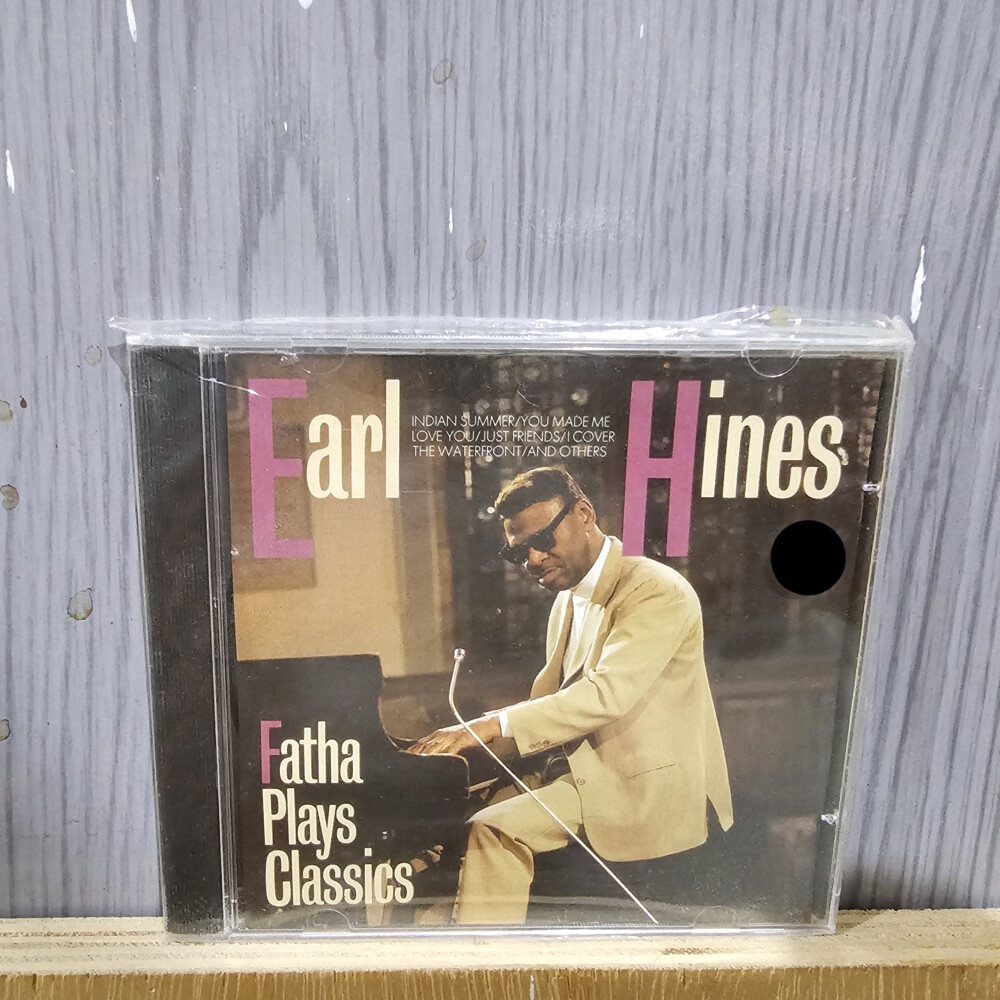 Earl Hines
INDIAN SUMMER/YOU MADE ME
LOVE YOU/JUST FRIENDS/I COVER
THE WATERFRONT/AND OTHERS
Fatha
Plays
Classics